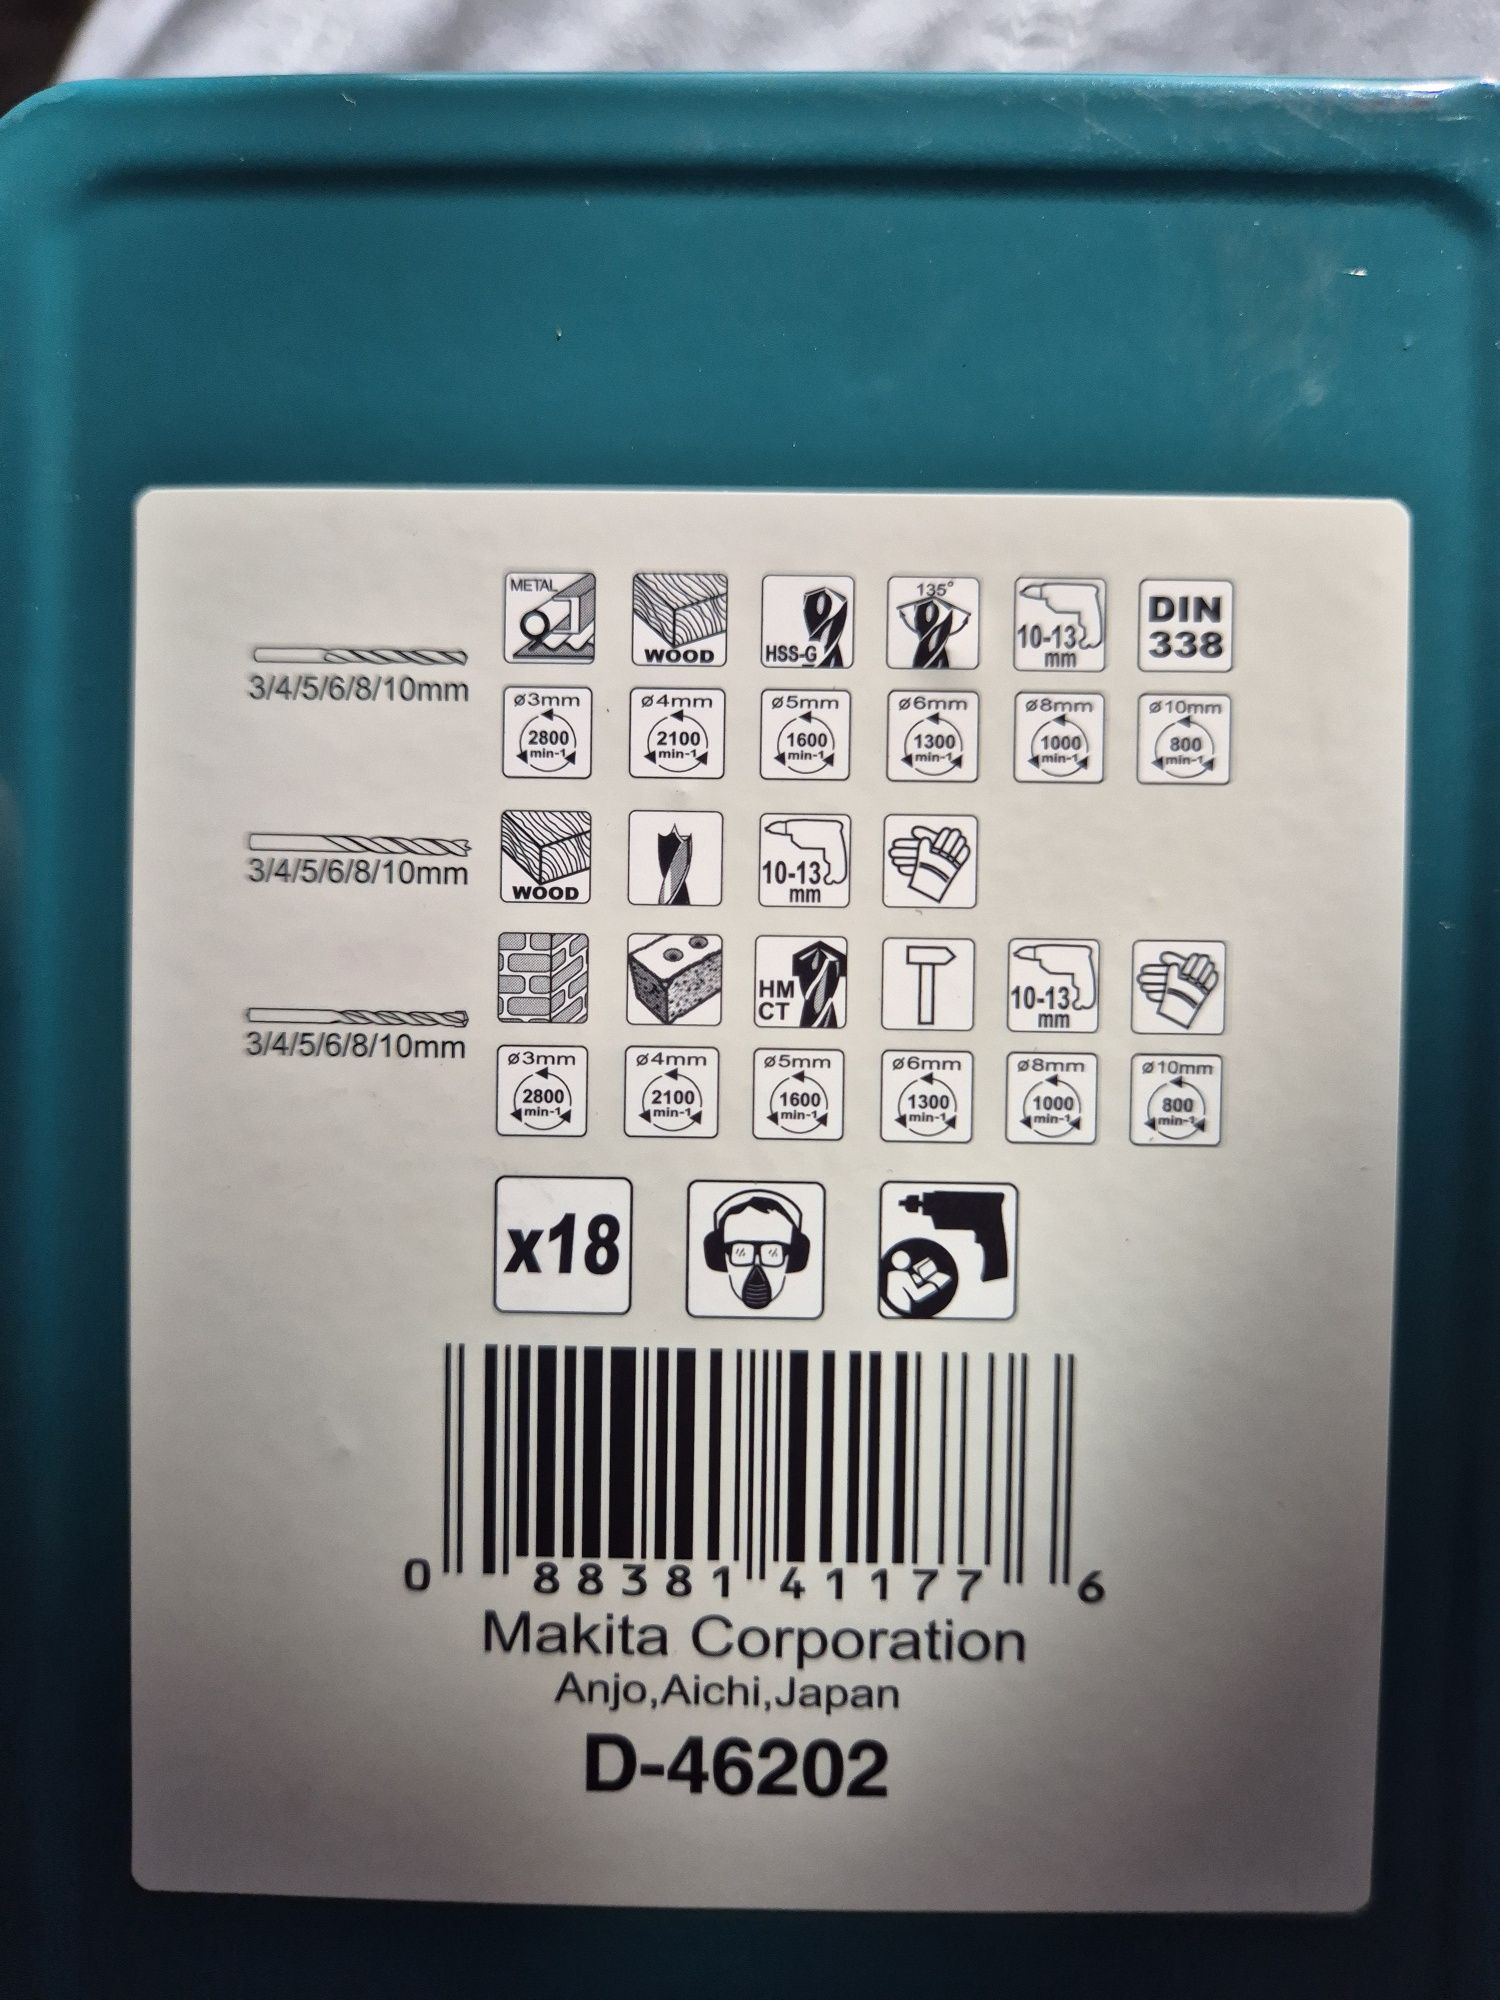 METAL
WOOD
HSS-G
135°
10-13
mm
DIN
338
3/4/5/6/8/10mm
ø3mm
2800
min-1
ø4mm
2100
min-1
ø5mm
1600
min-1
ø6mm
1300
min-1
ø8mm
1000
min-1
ø10mm
800
min-1
3/4/5/6/8/10mm
WOOD
10-13
mm
3/4/5/6/8/10mm
HM
CT
10-13
mm
ø3mm
2800
min-1
ø4mm
2100
min-1
ø5mm
1600
min-1
ø6mm
1300
min-1
ø8mm
1000
min-1
ø10mm
800
min-1
x18
0 88381 41177 6
Makita Corporation
Anjo,Aichi,Japan
D-46202